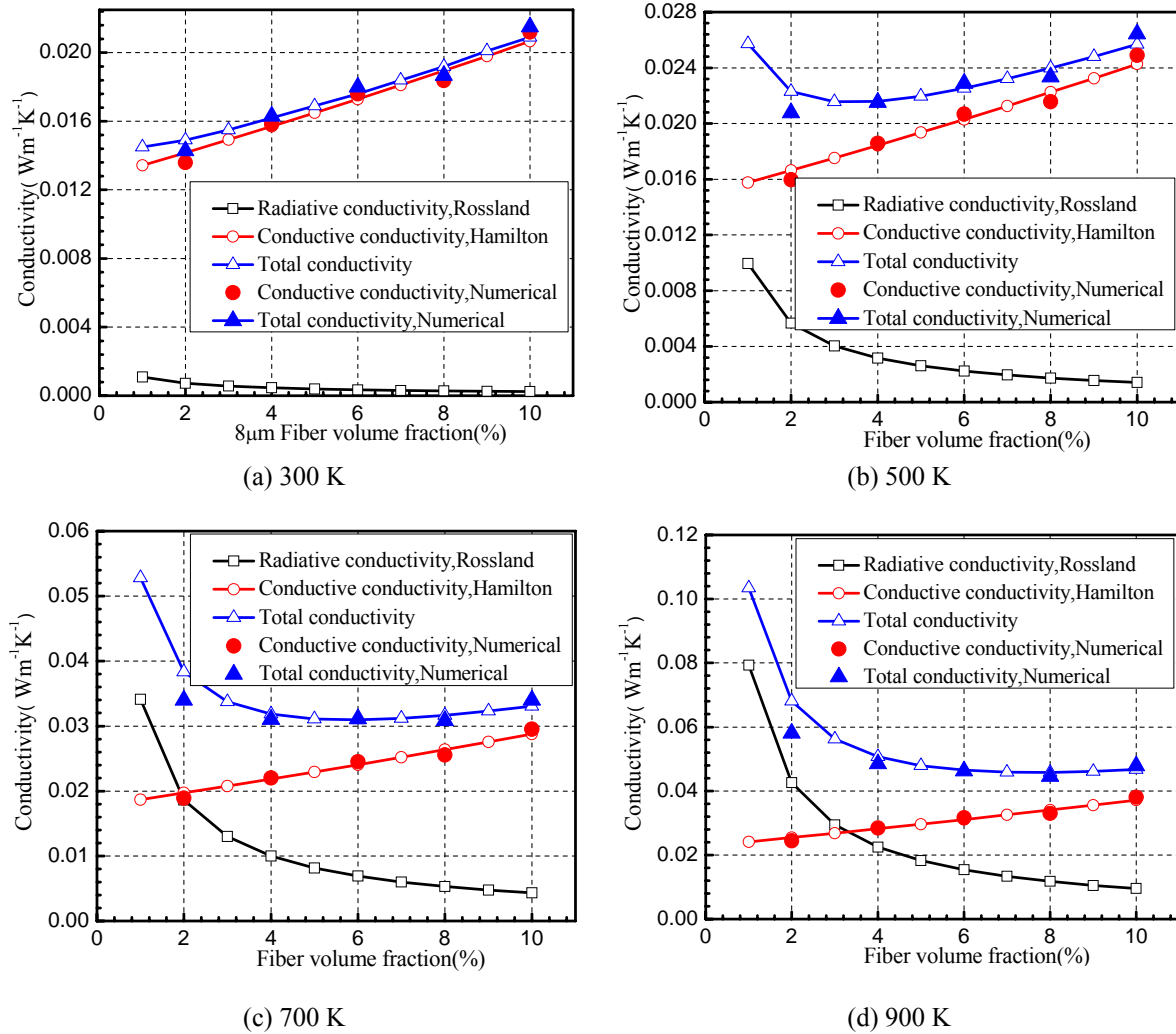 0.020
0.016
0.012
0.008
0.004
0.000
Conductivity( Wm-1K-1)
Radiative conductivity,Rossland
Conductive conductivity,Hamilton
Total conductivity
Conductive conductivity,Numerical
Total conductivity,Numerical
0 2 4 6 8 10
8μm Fiber volume fraction(%)
(a) 300 K
0.028
0.024
0.020
0.016
0.012
0.008
0.004
0.000
Conductivity( Wm-1K-1)
Radiative conductivity,Rossland
Conductive conductivity,Hamilton
Total conductivity
Conductive conductivity,Numerical
Total conductivity,Numerical
0 2 4 6 8 10
Fiber volume fraction(%)
(b) 500 K
0.06
0.05
0.04
0.03
0.02
0.01
0.00
Conductivity( Wm-1K-1)
Radiative conductivity,Rossland
Conductive conductivity,Hamilton
Total conductivity
Conductive conductivity,Numerical
Total conductivity,Numerical
0 2 4 6 8 10
Fiber volume fraction(%)
(c) 700 K
0.12
0.10
0.08
0.06
0.04
0.02
0.00
Conductivity( Wm-1K-1)
Radiative conductivity,Rossland
Conductive conductivity,Hamilton
Total conductivity
Conductive conductivity,Numerical
Total conductivity,Numerical
0 2 4 6 8 10
Fiber volume fraction(%)
(d) 900 K